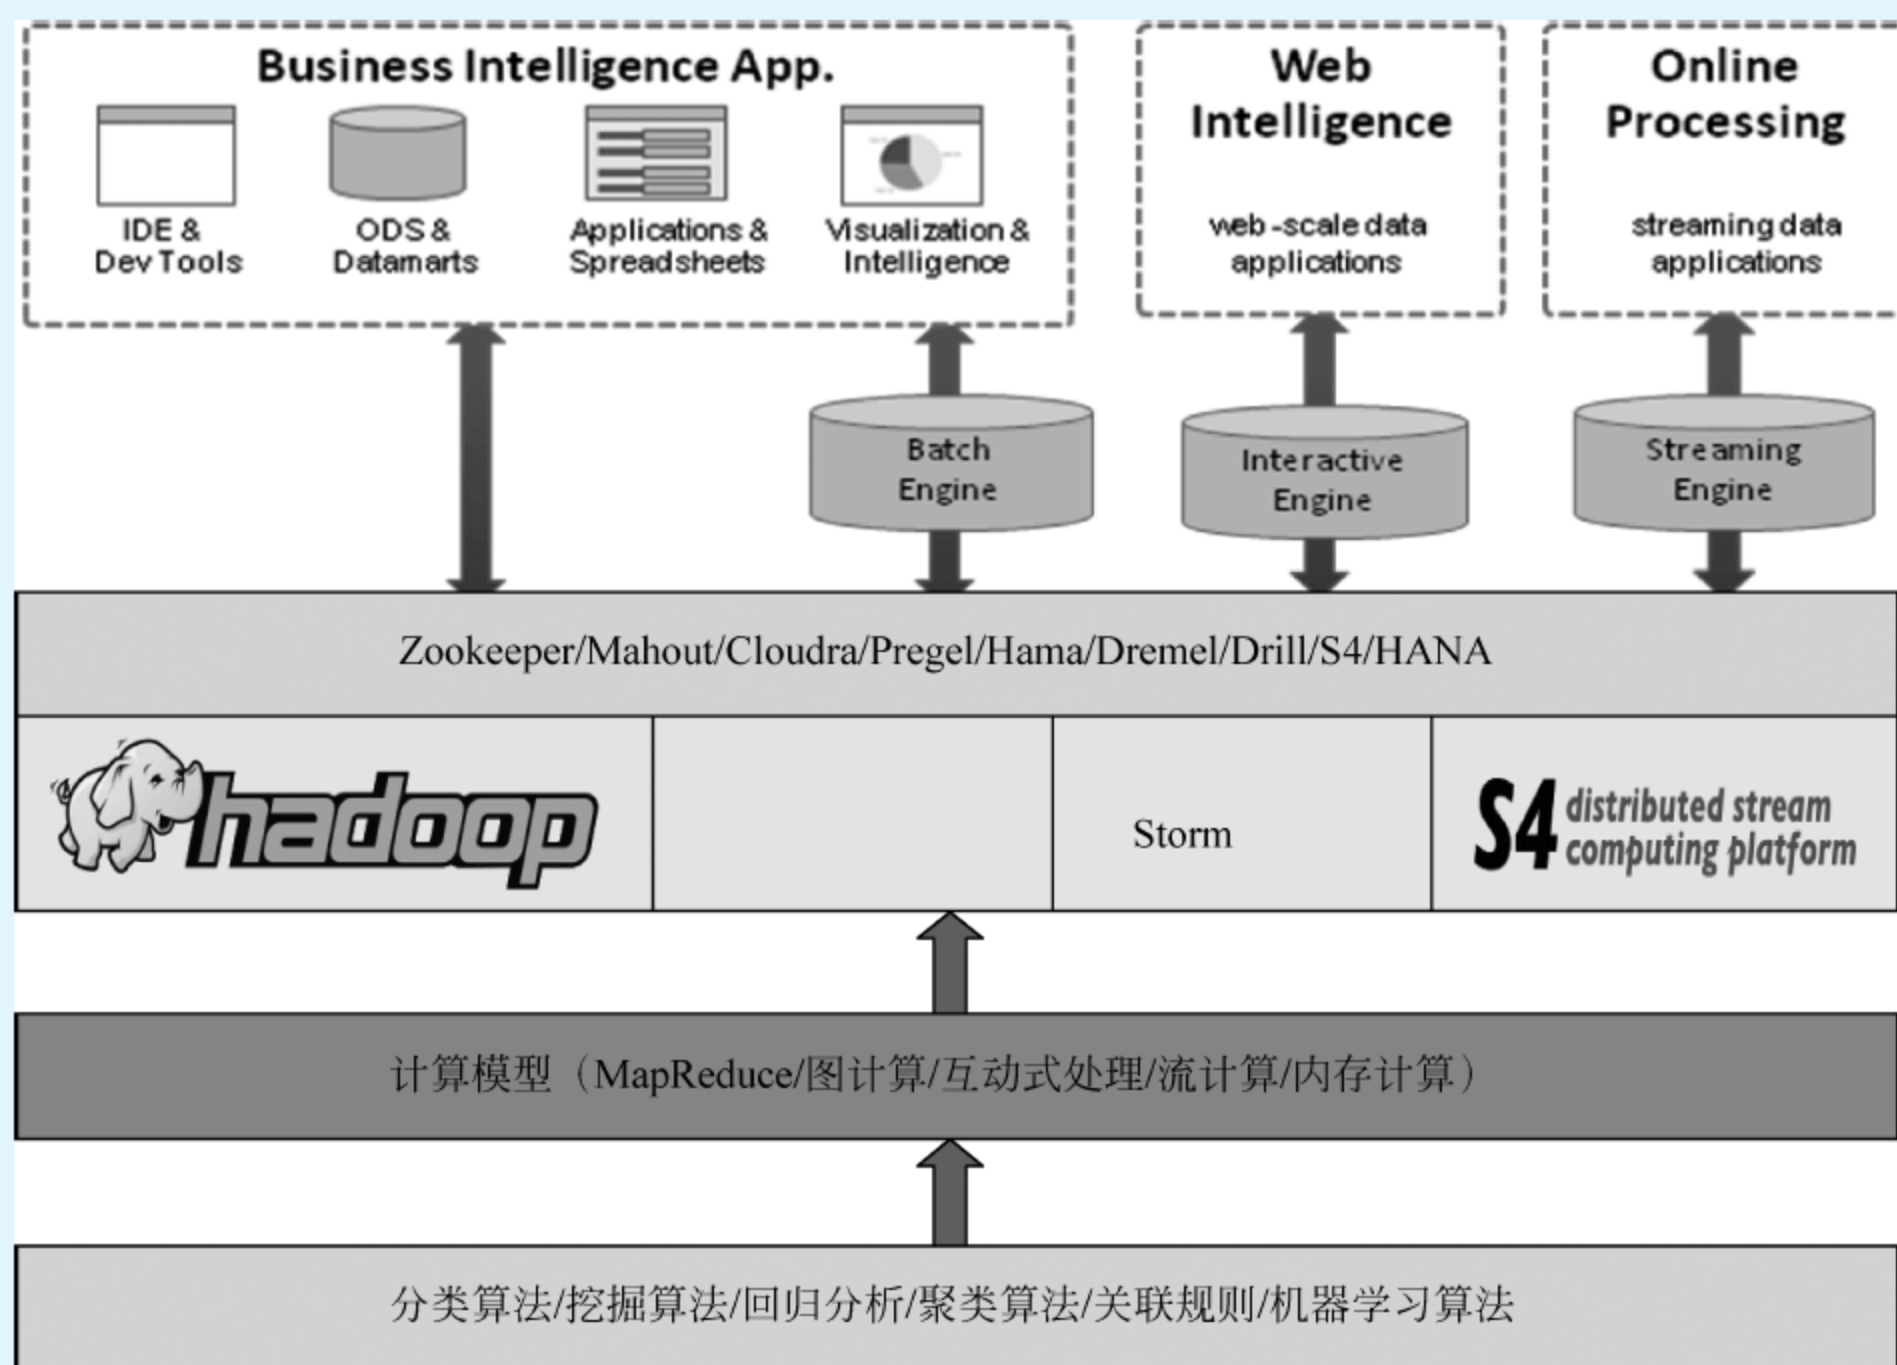 Business Intelligence App.
IDE &
Dev Tools
ODS &
Datamarts
Applications &
Spreadsheets
Visualization &
Intelligence
Web
Intelligence
web-scale data
applications
Online
Processing
streaming data
applications
Batch
Engine
Interactive
Engine
Streaming
Engine
Zookeeper/Mahout/Cloudra/Pregel/Hama/Dremel/Drill/S4/HANA
hadoop
Storm
S4 distributed stream
computing platform
计算模型（MapReduce/图计算/互动式处理/流计算/内存计算）
分类算法/挖掘算法/回归分析/聚类算法/关联规则/机器学习算法